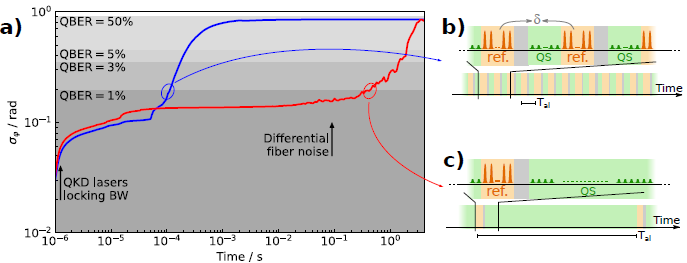 a)
10⁰
10⁻¹
10⁻²
σφ / rad
QBER = 50%
QBER = 5%
QBER = 3%
QBER = 1%
Differential
fiber noise
QKD lasers
locking BW
10⁻⁶
10⁻⁵
10⁻⁴
10⁻³
10⁻²
10⁻¹
10⁰
Time / s
b)
δ
ref.
QS
ref.
QS
Time
Tal
c)
ref.
QS
Time
Tal